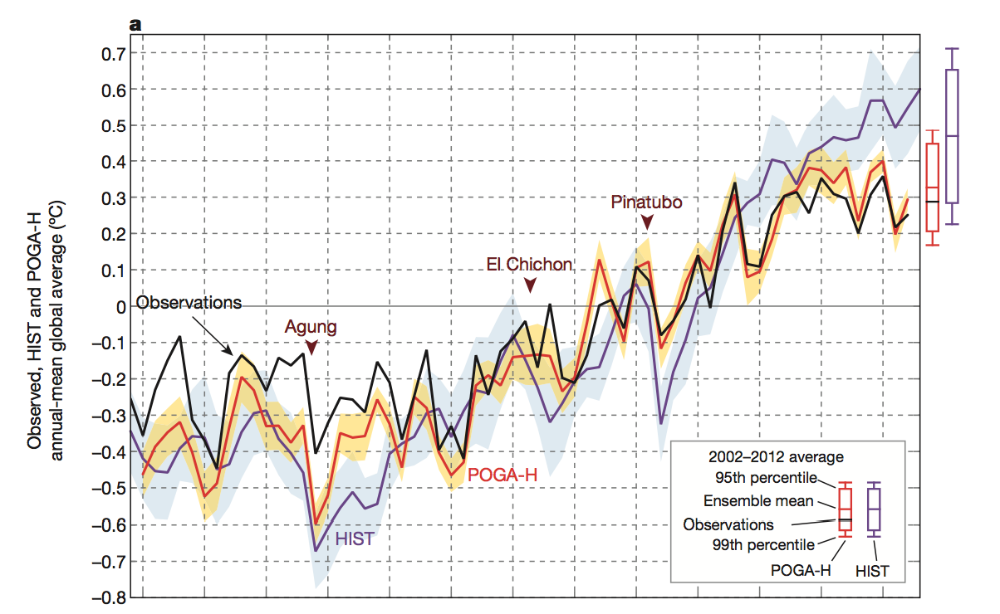 a
Observed, HIST and POGA-H
annual-mean global average (°C)
0.7
0.6
0.5
0.4
0.3
0.2
0.1
0
–0.1
–0.2
–0.3
–0.4
–0.5
–0.6
–0.7
–0.8
Observations
Agung
El Chichon
Pinatubo
POGA-H
HIST
2002–2012 average
95th percentile
Ensemble mean
Observations
99th percentile
POGA-H
HIST